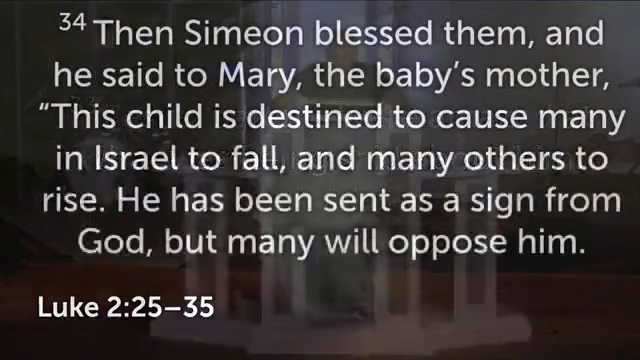 34 Then Simeon blessed them, and
he said to Mary, the baby’s mother,
“This child is destined to cause many
in Israel to fall, and many others to
rise. He has been sent as a sign from
God, but many will oppose him.
Luke 2:25–35